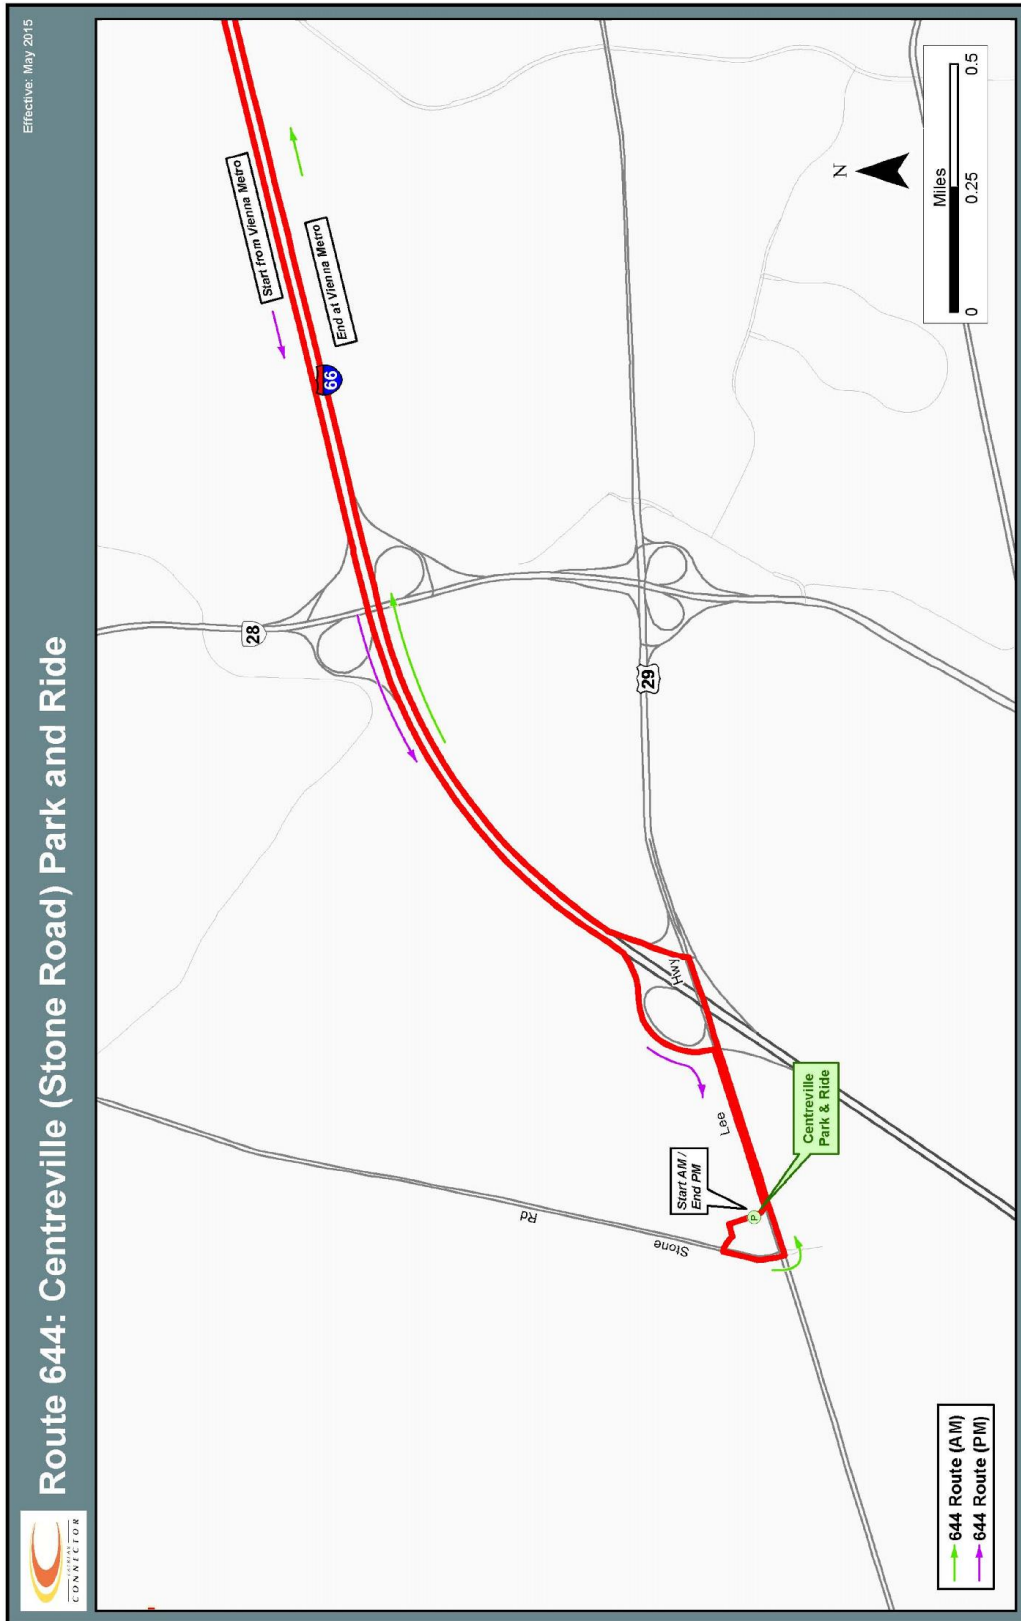 Route 644: Centreville (Stone Road) Park and Ride
Effective: May 2015
CONNECTOR
28
Start from Vienna Metro
End at Vienna Metro
66
29
Hwy
Lee
Rd
Stone
Start AM /
End PM
P
Centreville
Park & Ride
N
Miles
0 0.25 0.5
644 Route (AM)
644 Route (PM)